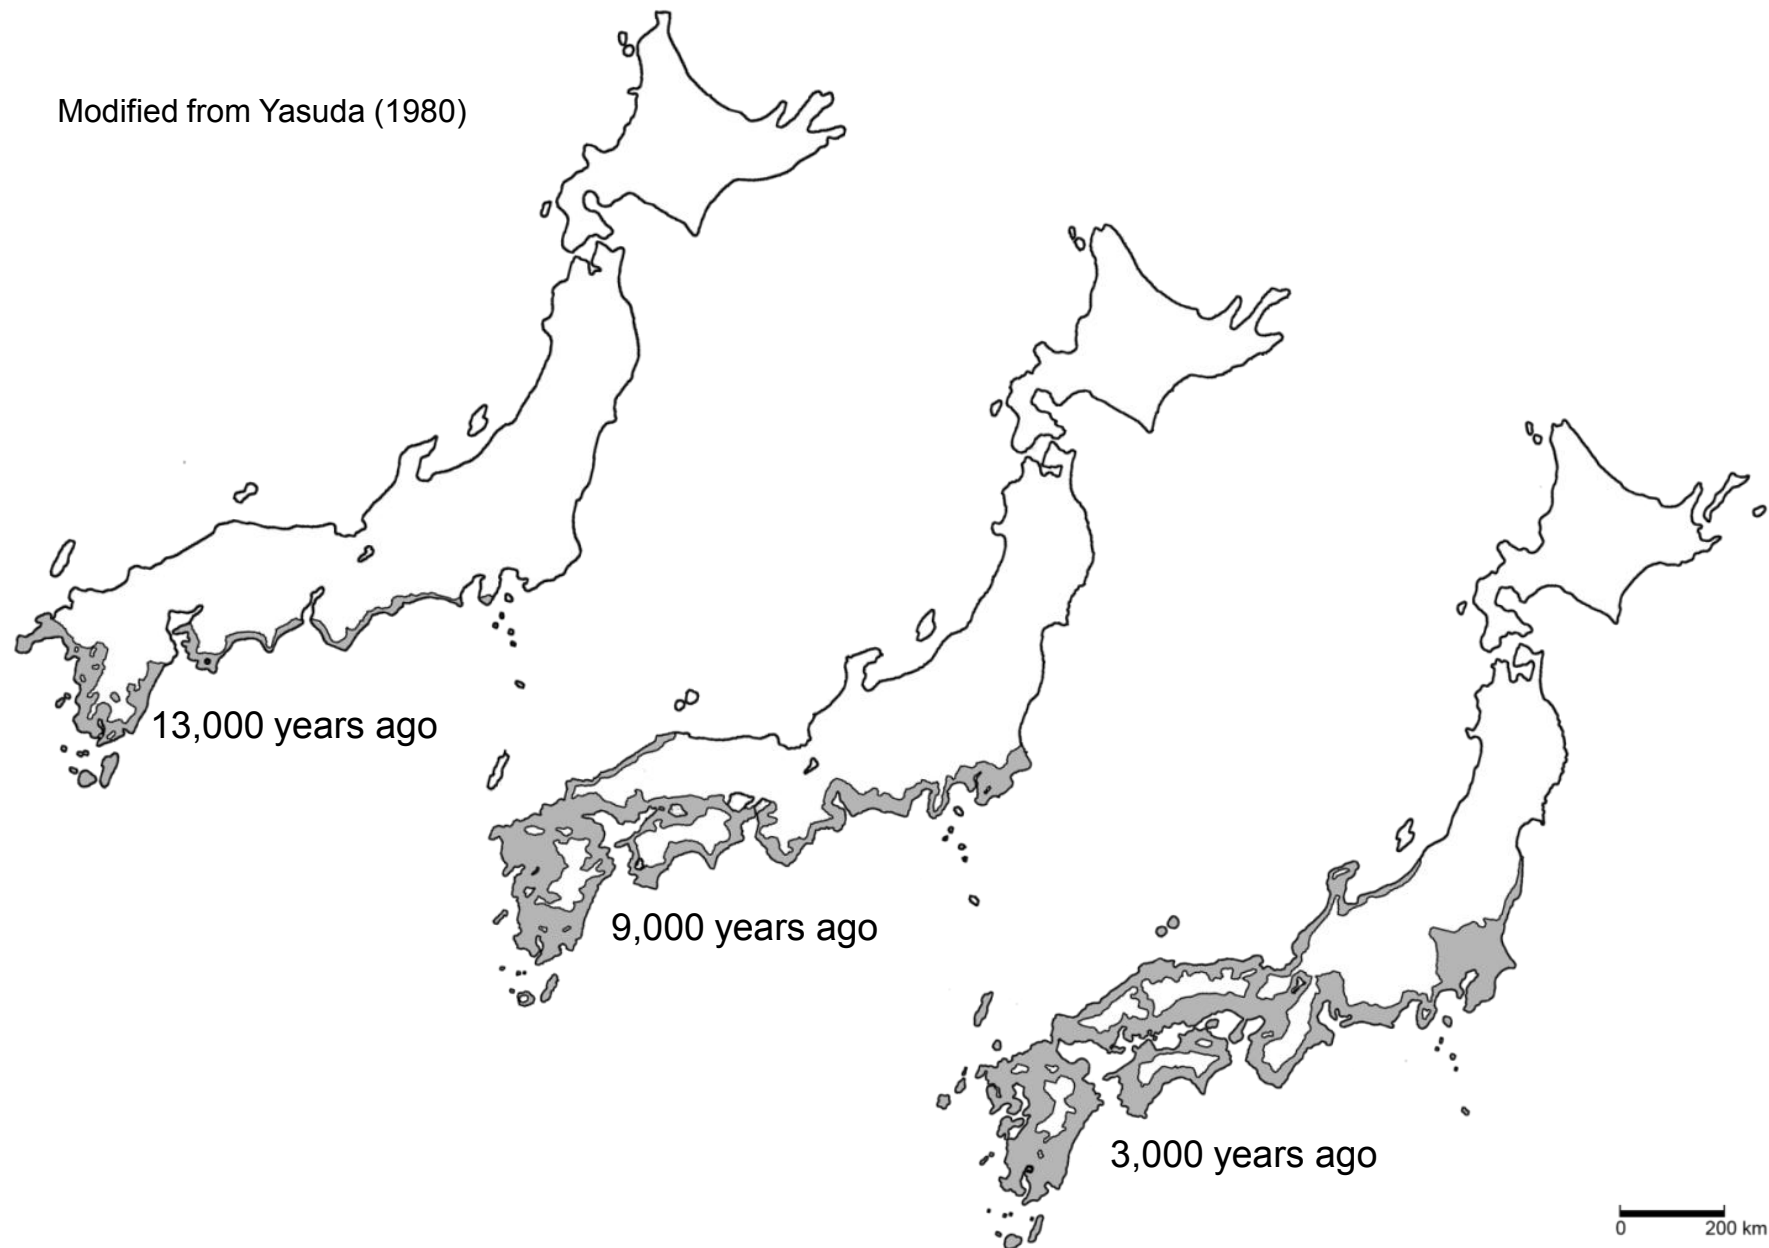 Modified from Yasuda (1980)
13,000 years ago
9,000 years ago
3,000 years ago
0 200 km